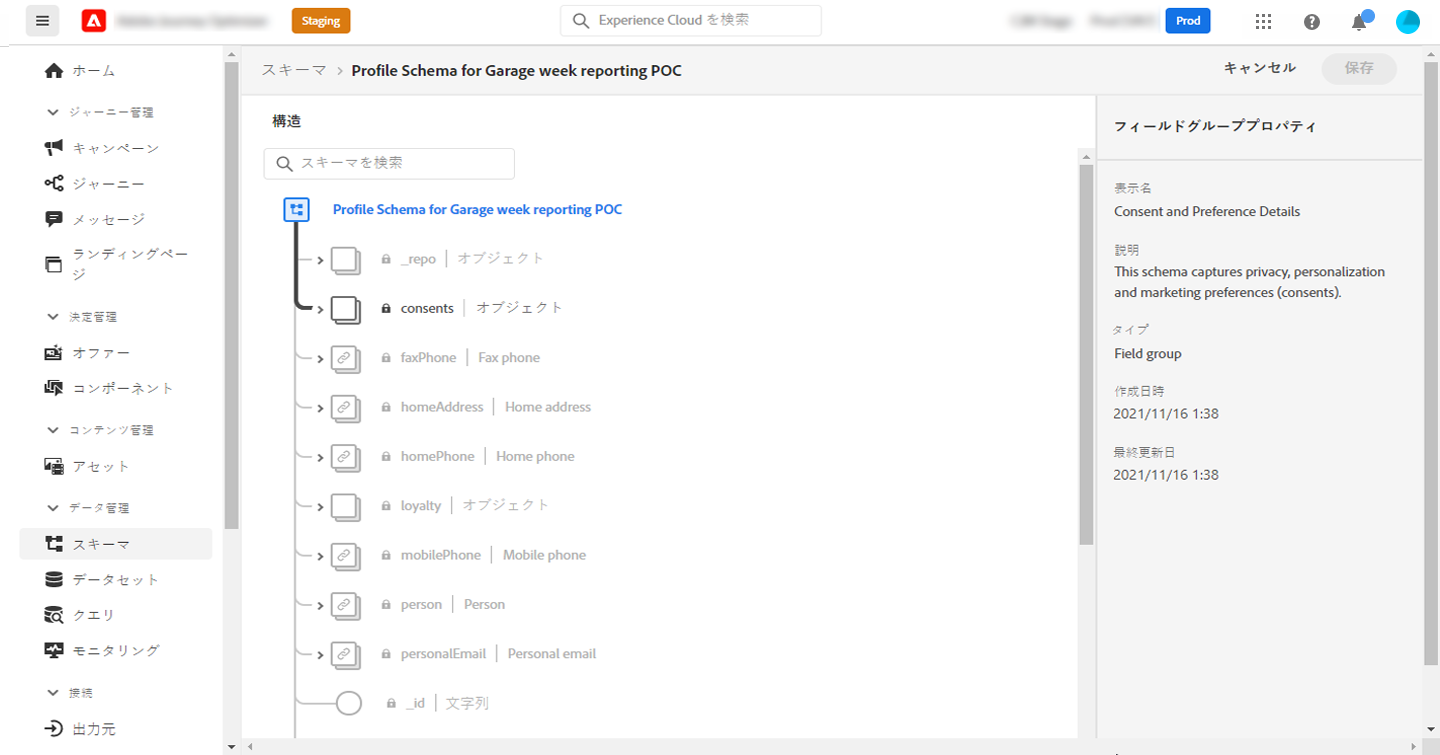 Staging
Experience Cloud を検索
Prod
ホーム
ジャーニー管理
キャンペーン
ジャーニー
メッセージ
ランディングペー
ジ
決定管理
オファー
コンポーネント
コンテンツ管理
アセット
データ管理
スキーマ
データセット
クエリ
モニタリング
接続
出力元
スキーマ > Profile Schema for Garage week reporting POC
キャンセル
保存
構造
スキーマを検索
Profile Schema for Garage week reporting POC
_repo | オブジェクト
consents | オブジェクト
faxPhone | Fax phone
homeAddress | Home address
homePhone | Home phone
loyalty | オブジェクト
mobilePhone | Mobile phone
person | Person
personalEmail | Personal email
_id | 文字列
フィールドグループプロパティ
表示名
Consent and Preference Details
説明
This schema captures privacy, personalization
and marketing preferences (consents).
タイプ
Field group
作成日時
2021/11/16 1:38
最終更新日
2021/11/16 1:38